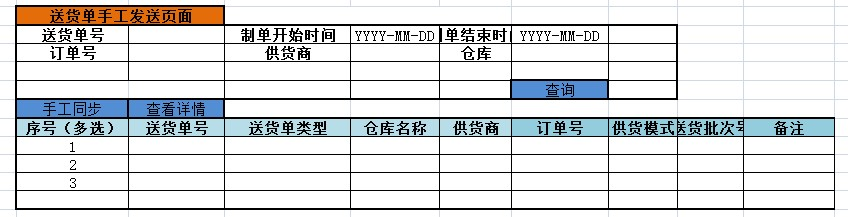 送货单手工发送页面
送货单号 制单开始时间 YYYY-MM-DD 单结束时 YYYY-MM-DD
订单号 供货商 仓库
查询
手工同步 查看详情
序号（多选） 送货单号 送货单类型 仓库名称 供货商 订单号 供货模式 送货批次号 备注
1
2
3